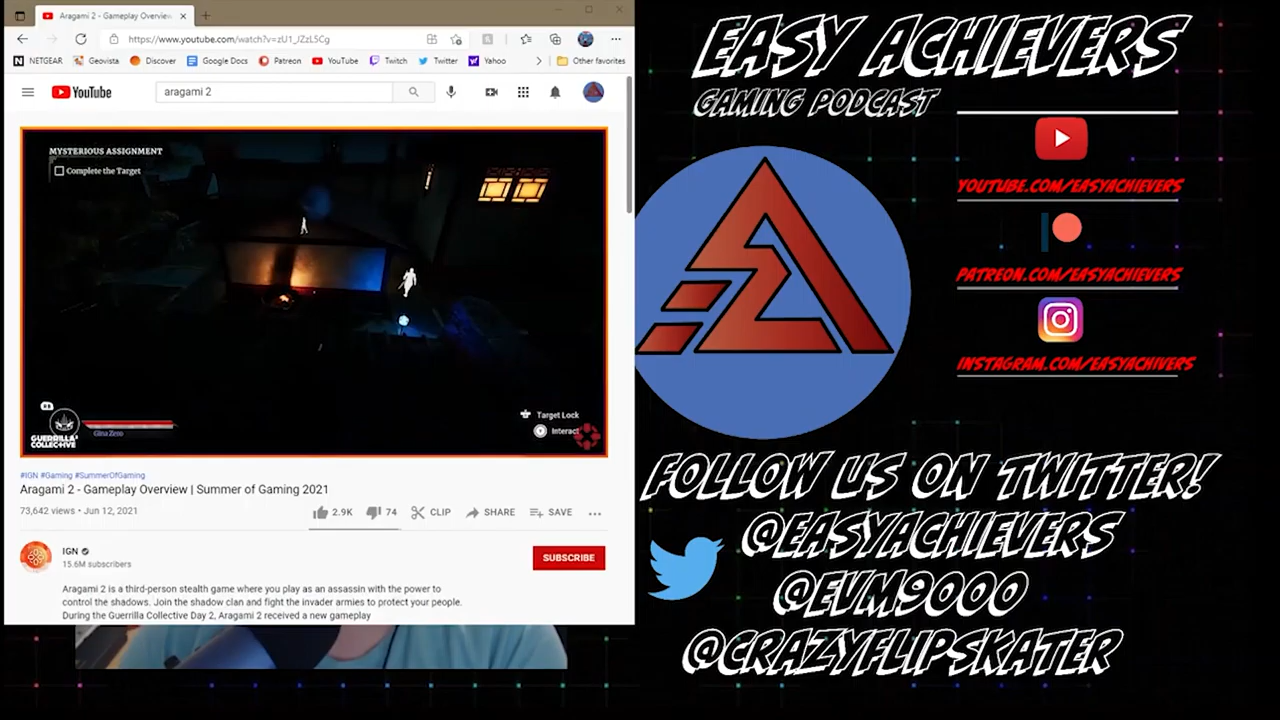 Aragami 2 - Gameplay Overview
https://www.youtube.com/watch?v=zU1_JZzL5Cg
NETGEAR Geovista Discover Google Docs Patreon YouTube Twitch Twitter Yahoo Other favorites
YouTube
aragami 2
MYSTERIOUS ASSIGNMENT
Complete the Target
Target Lock
Interact
GUERRILLA
COLLECTIVE
Gina Zero
#IGN #Gaming #SummerOfGaming
Aragami 2 - Gameplay Overview | Summer of Gaming 2021
73,642 views • Jun 12, 2021
2.9K 74 CLIP SHARE SAVE
IGN
15.6M subscribers
SUBSCRIBE
Aragami 2 is a third-person stealth game where you play as an assassin with the power to
control the shadows. Join the shadow clan and fight the invader armies to protect your people.
During the Guerrilla Collective Day 2, Aragami 2 received a new gameplay
EASY ACHIEVERS
GAMING PODCAST
YOUTUBE.COM/EASYACHIEVERS
PATREON.COM/EASYACHIEVERS
INSTAGRAM.COM/EASYACHIVERS
FOLLOW US ON TWITTER!
@EASYACHIEVERS
@EVM9000
@CRAZYFLIPSKATER